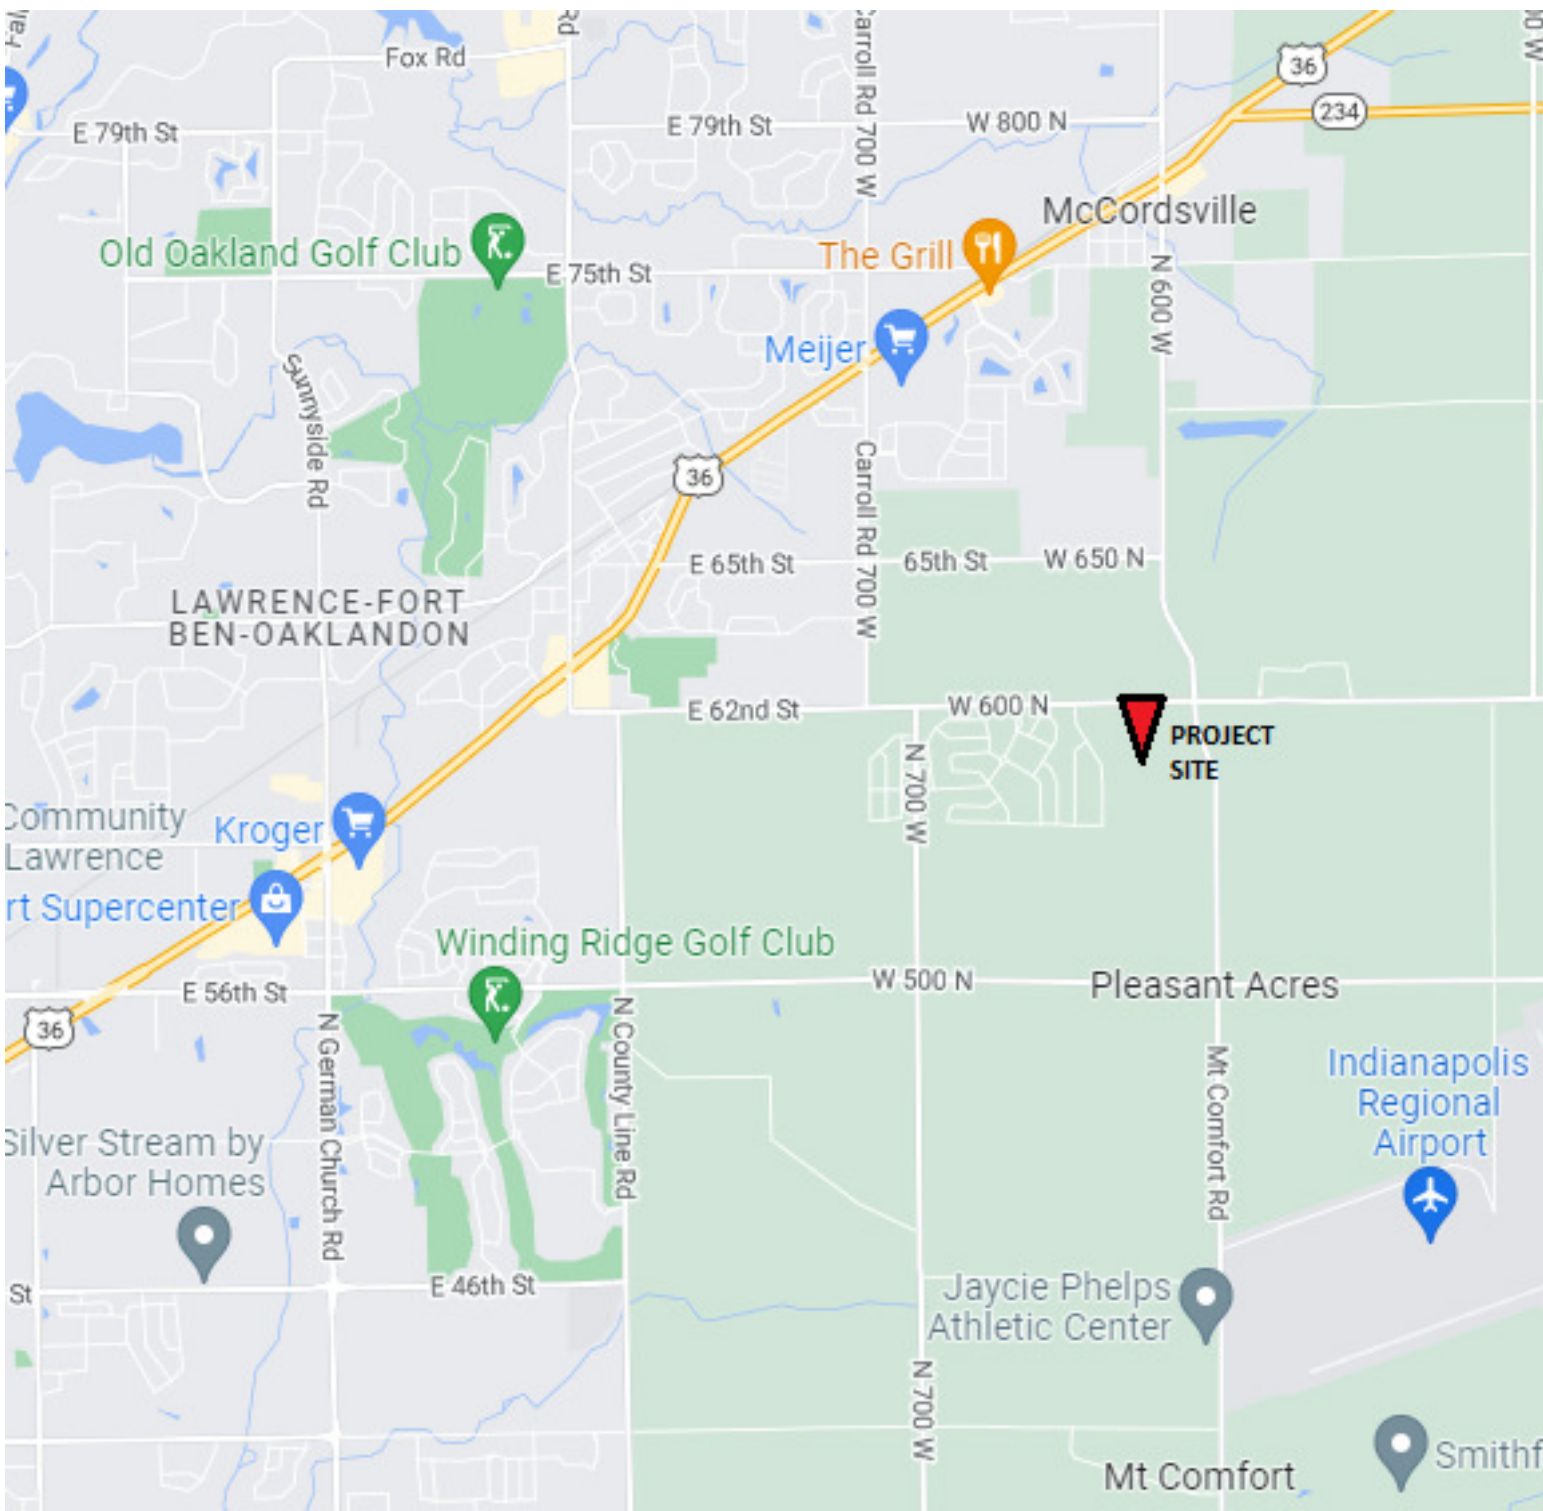 Rd
Carroll Rd 700 W
Fox Rd
36
234
E 79th St
E 79th St
W 800 N
McCordsville
Old Oakland Golf Club
The Grill
E 75th St
N 600 W
Meijer
Sunnyside Rd
36
Carroll Rd 700 W
E 65th St
65th St
W 650 N
LAWRENCE-FORT
BEN-OAKLANDON
E 62nd St
W 600 N
PROJECT
SITE
N 700 W
Community
Lawrence
Kroger
rt Supercenter
Winding Ridge Golf Club
E 56th St
W 500 N
Pleasant Acres
36
N German Church Rd
N County Line Rd
Mt Comfort Rd
Indianapolis
Regional
Airport
Silver Stream by
Arbor Homes
St
E 46th St
Jaycie Phelps
Athletic Center
N 700 W
Mt Comfort
Smithf